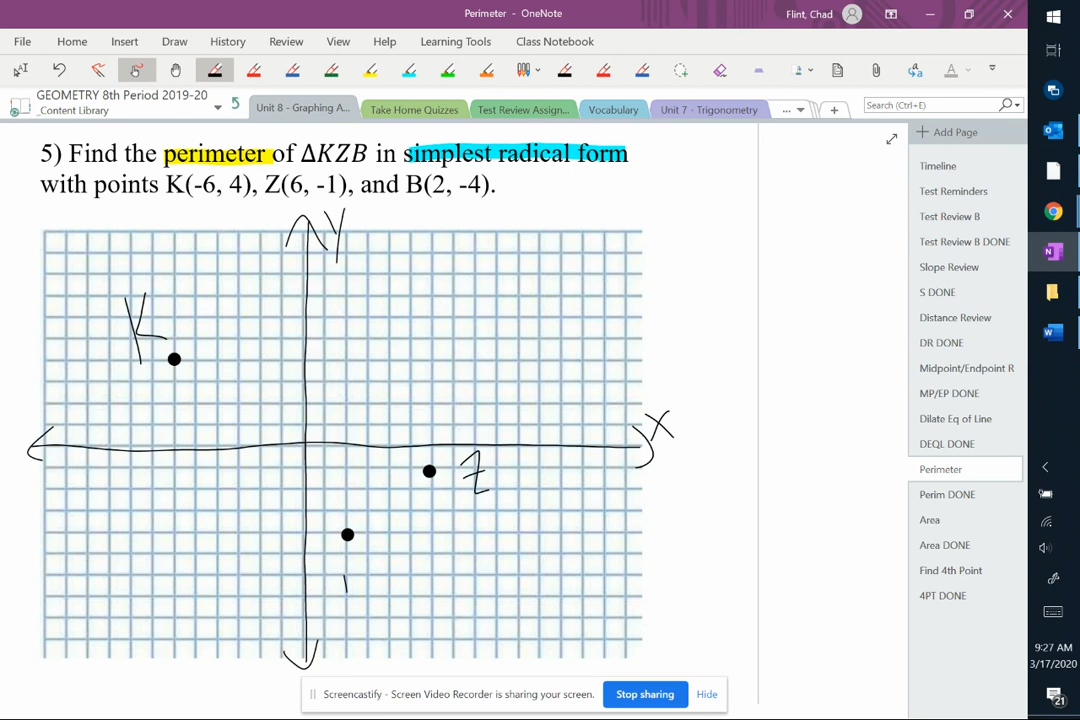 Perimeter - OneNote
Flint, Chad
File Home Insert Draw History Review View Help Learning Tools Class Notebook
GEOMETRY 8th Period 2019-20
_Content Library
Unit 8 - Graphing A... Take Home Quizzes Test Review Assign... Vocabulary Unit 7 - Trigonometry ... Search (Ctrl+E)
5) Find the perimeter of ΔKZB in simplest radical form
with points K(-6, 4), Z(6, -1), and B(2, -4).
Y
K
X
Z
Add Page
Timeline
Test Reminders
Test Review B
Test Review B DONE
Slope Review
S DONE
Distance Review
DR DONE
Midpoint/Endpoint R
MP/EP DONE
Dilate Eq of Line
DEQL DONE
Perimeter
Perim DONE
Area
Area DONE
Find 4th Point
4PT DONE
Screencastify - Screen Video Recorder is sharing your screen. Stop sharing Hide
9:27 AM
3/17/2020
21